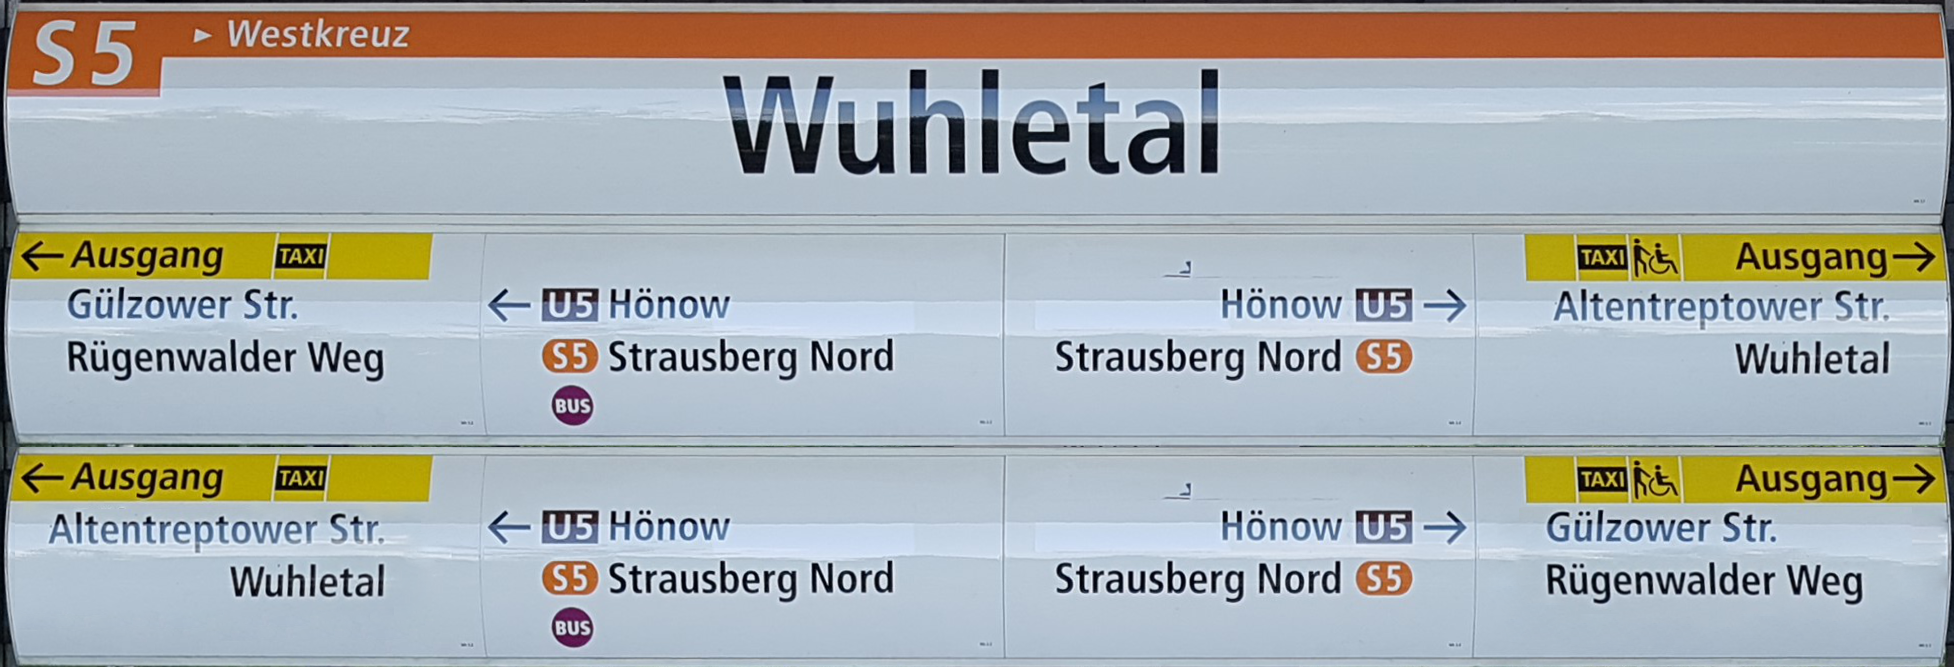 S5 ▸ Westkreuz
Wuhletal
← Ausgang TAXI
Gülzower Str.
Rügenwalder Weg
← U5 Hönow
S5 Strausberg Nord
BUS
Hönow U5 →
Strausberg Nord S5
TAXI Ausgang →
Altentreptower Str.
Wuhletal
← Ausgang TAXI
Altentreptower Str.
Wuhletal
← U5 Hönow
S5 Strausberg Nord
BUS
Hönow U5 →
Strausberg Nord S5
TAXI Ausgang →
Gülzower Str.
Rügenwalder Weg